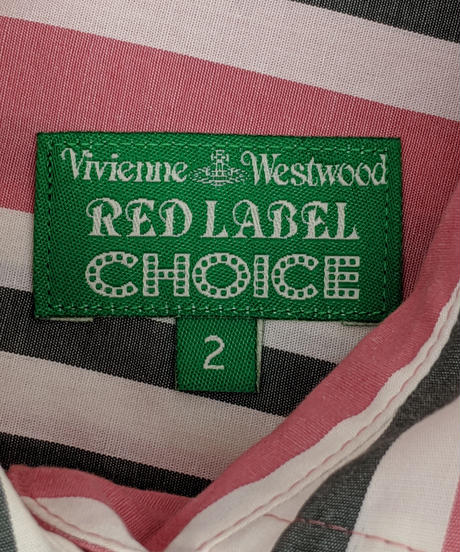 Vivienne Westwood
RED LABEL
CHOICE
2